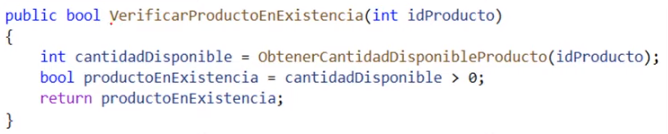 public bool VerificarProductoEnExistencia(int idProducto)
{
    int cantidadDisponible = ObtenerCantidadDisponibleProducto(idProducto);
    bool productoEnExistencia = cantidadDisponible > 0;
    return productoEnExistencia;
}